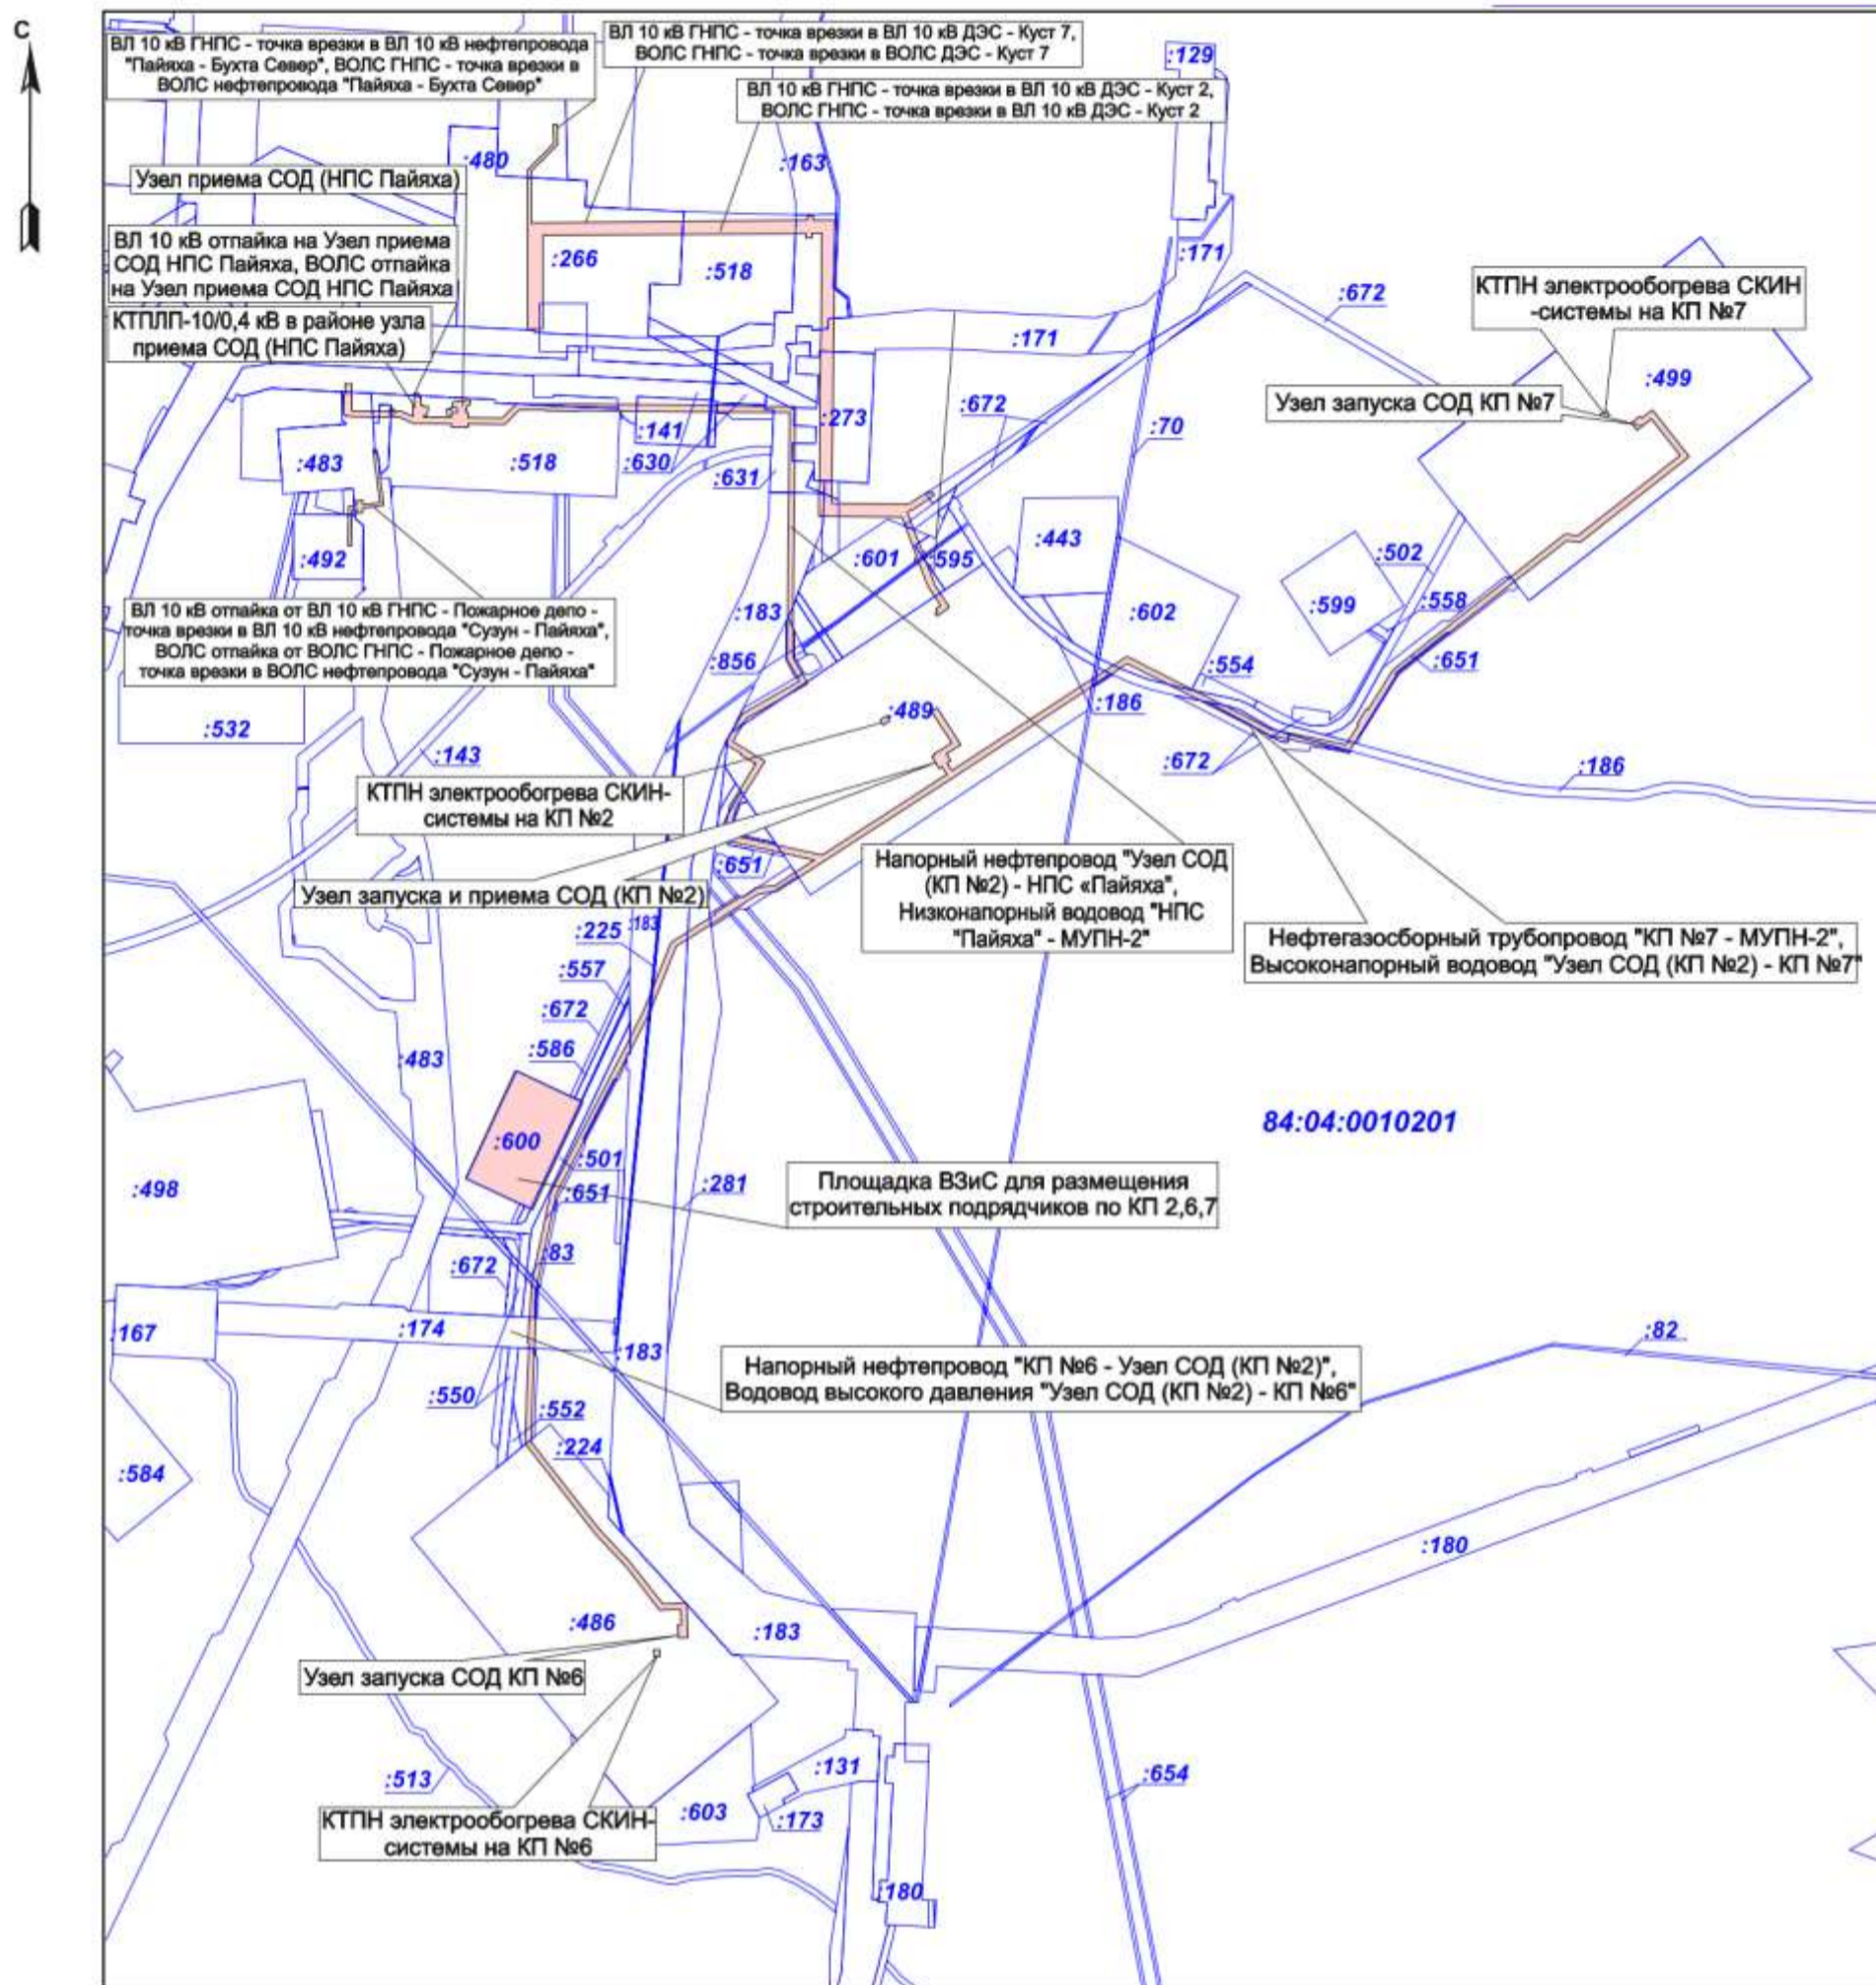 С
ВЛ 10 кВ ГНПС - точка врезки в ВЛ 10 кВ нефтепровода
"Пайяха - Бухта Север", ВОЛС ГНПС - точка врезки в
ВОЛС нефтепровода "Пайяха - Бухта Север"
ВЛ 10 кВ ГНПС - точка врезки в ВЛ 10 кВ ДЭС - Куст 7,
ВОЛС ГНПС - точка врезки в ВОЛС ДЭС - Куст 7
:129
ВЛ 10 кВ ГНПС - точка врезки в ВЛ 10 кВ ДЭС - Куст 2,
ВОЛС ГНПС - точка врезки в ВЛ 10 кВ ДЭС - Куст 2
:480
:163
Узел приема СОД (НПС Пайяха)
ВЛ 10 кВ отпайка на Узел приема
СОД НПС Пайяха, ВОЛС отпайка
на Узел приема СОД НПС Пайяха
:266
:518
:171
:672
КТПН электрообогрева СКИН
-системы на КП №7
КТПЛП-10/0,4 кВ в районе узла
приема СОД (НПС Пайяха)
:171
:499
Узел запуска СОД КП №7
:672
:273
:70
:141
:483
:518
:630
:631
:443
:492
:601
:595
:502
:599
:558
ВЛ 10 кВ отпайка от ВЛ 10 кВ ГНПС - Пожарное депо -
точка врезки в ВЛ 10 кВ нефтепровода "Сузун - Пайяха",
ВОЛС отпайка от ВОЛС ГНПС - Пожарное депо -
точка врезки в ВОЛС нефтепровода "Сузун - Пайяха"
:183
:602
:856
:554
:651
:186
:489
:532
:143
:672
:186
КТПН электрообогрева СКИН-
системы на КП №2
:651
Напорный нефтепровод "Узел СОД
(КП №2) - НПС «Пайяха",
Низконапорный водовод "НПС
"Пайяха" - МУПН-2"
Узел запуска и приема СОД (КП №2)
:183
:225
Нефтегазосборный трубопровод "КП №7 - МУПН-2",
Высоконапорный водовод "Узел СОД (КП №2) - КП №7"
:557
:672
:586
:483
84:04:0010201
:600
:501
:651
:281
:498
Площадка ВЗиС для размещения
строительных подрядчиков по КП 2,6,7
:83
:672
:167
:174
:183
:82
Напорный нефтепровод "КП №6 - Узел СОД (КП №2)",
Водовод высокого давления "Узел СОД (КП №2) - КП №6"
:550
:552
:224
:584
:180
:486
:183
Узел запуска СОД КП №6
:513
:131
:654
:603
:173
КТПН электрообогрева СКИН-
системы на КП №6
:180